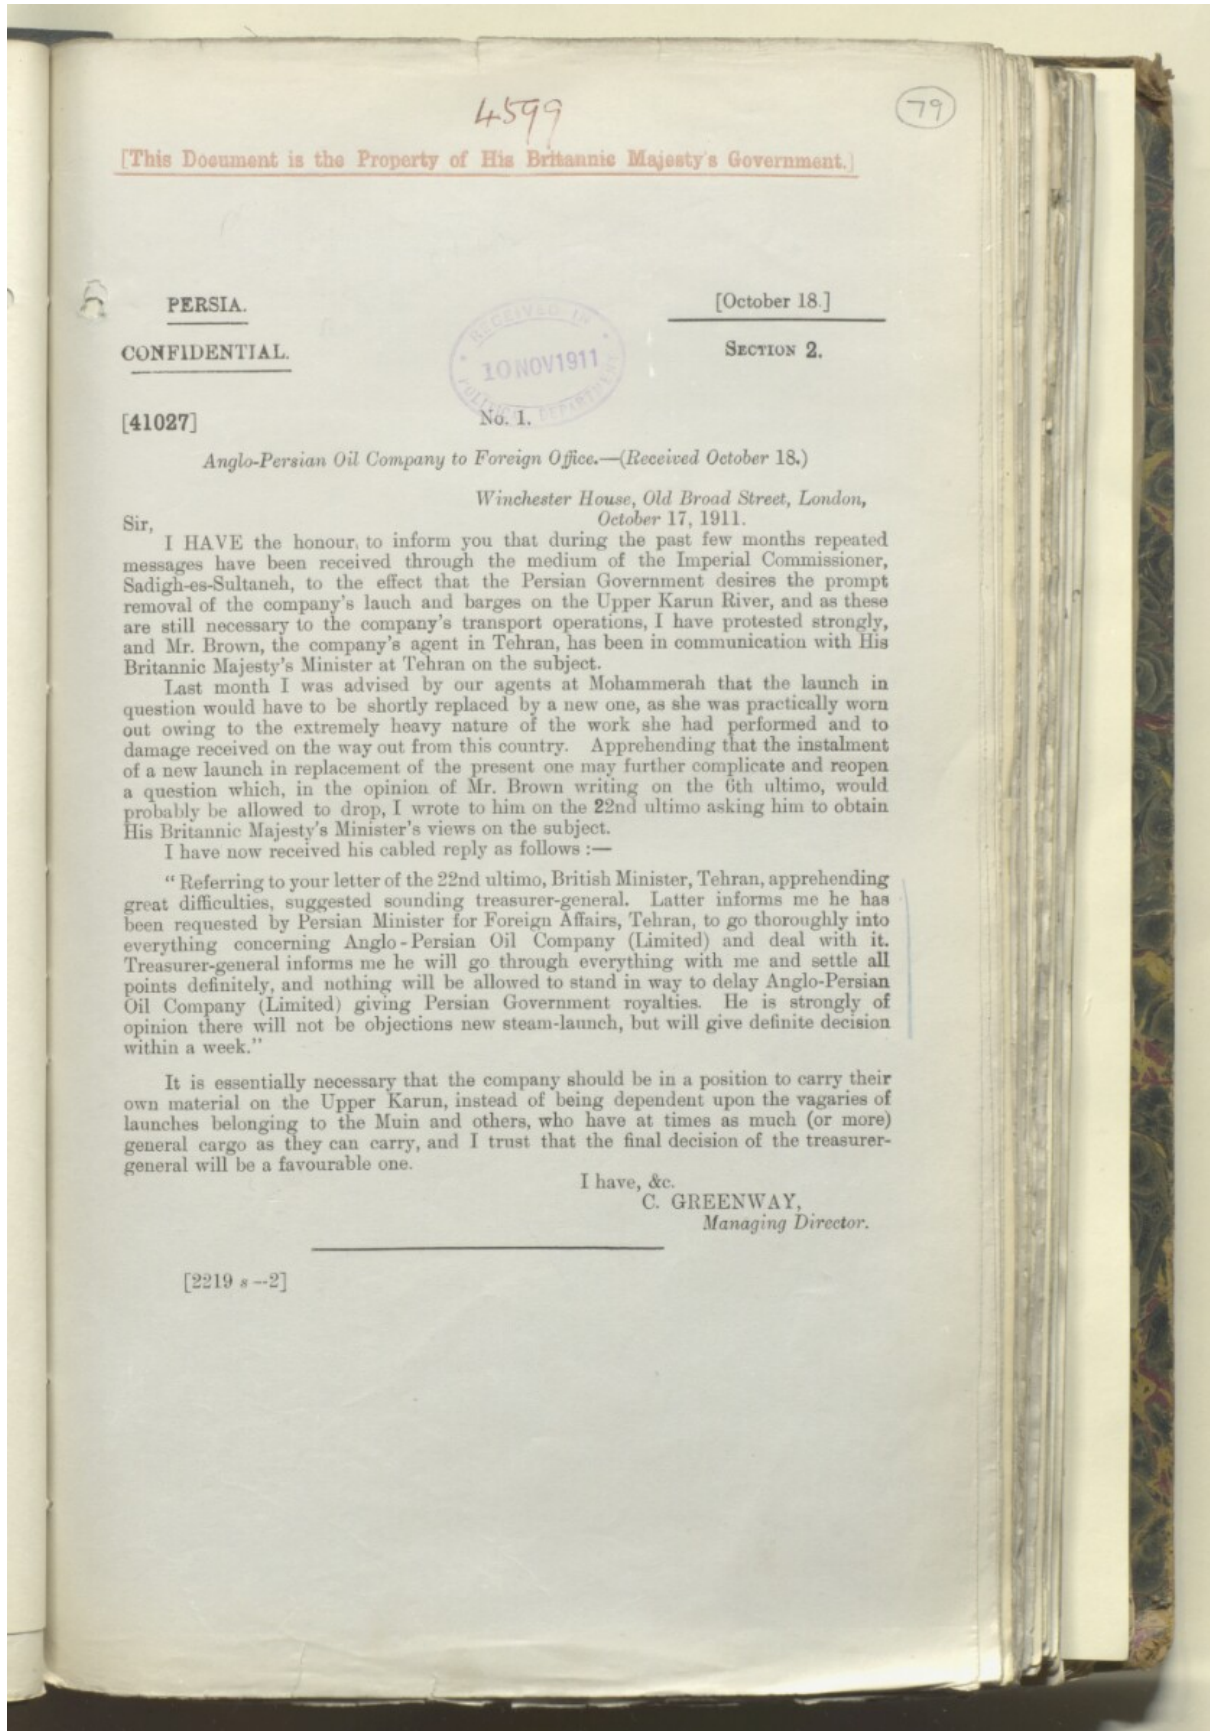 4599
79
[This Document is the Property of His Britannic Majesty's Government.]
PERSIA.
[October 18.]
CONFIDENTIAL.
SECTION 2.
RECEIVED IN
10 NOV 1911
POLITICAL DEPARTMENT
[41027]
No. 1.
Anglo-Persian Oil Company to Foreign Office.—(Received October 18.)
Winchester House, Old Broad Street, London,
Sir,
October 17, 1911.
I HAVE the honour to inform you that during the past few months repeated
messages have been received through the medium of the Imperial Commissioner,
Sadigh-es-Sultaneh, to the effect that the Persian Government desires the prompt
removal of the company's lauch and barges on the Upper Karun River, and as these
are still necessary to the company's transport operations, I have protested strongly,
and Mr. Brown, the company's agent in Tehran, has been in communication with His
Britannic Majesty's Minister at Tehran on the subject.
Last month I was advised by our agents at Mohammerah that the launch in
question would have to be shortly replaced by a new one, as she was practically worn
out owing to the extremely heavy nature of the work she had performed and to
damage received on the way out from this country. Apprehending that the instalment
of a new launch in replacement of the present one may further complicate and reopen
a question which, in the opinion of Mr. Brown writing on the 6th ultimo, would
probably be allowed to drop, I wrote to him on the 22nd ultimo asking him to obtain
His Britannic Majesty's Minister's views on the subject.
I have now received his cabled reply as follows :—
" Referring to your letter of the 22nd ultimo, British Minister, Tehran, apprehending
great difficulties, suggested sounding treasurer-general. Latter informs me he has
been requested by Persian Minister for Foreign Affairs, Tehran, to go thoroughly into
everything concerning Anglo-Persian Oil Company (Limited) and deal with it.
Treasurer-general informs me he will go through everything with me and settle all
points definitely, and nothing will be allowed to stand in way to delay Anglo-Persian
Oil Company (Limited) giving Persian Government royalties. He is strongly of
opinion there will not be objections new steam-launch, but will give definite decision
within a week."
It is essentially necessary that the company should be in a position to carry their
own material on the Upper Karun, instead of being dependent upon the vagaries of
launches belonging to the Muin and others, who have at times as much (or more)
general cargo as they can carry, and I trust that the final decision of the treasurer-
general will be a favourable one.
I have, &c.
C. GREENWAY,
Managing Director.
[2219 s—2]